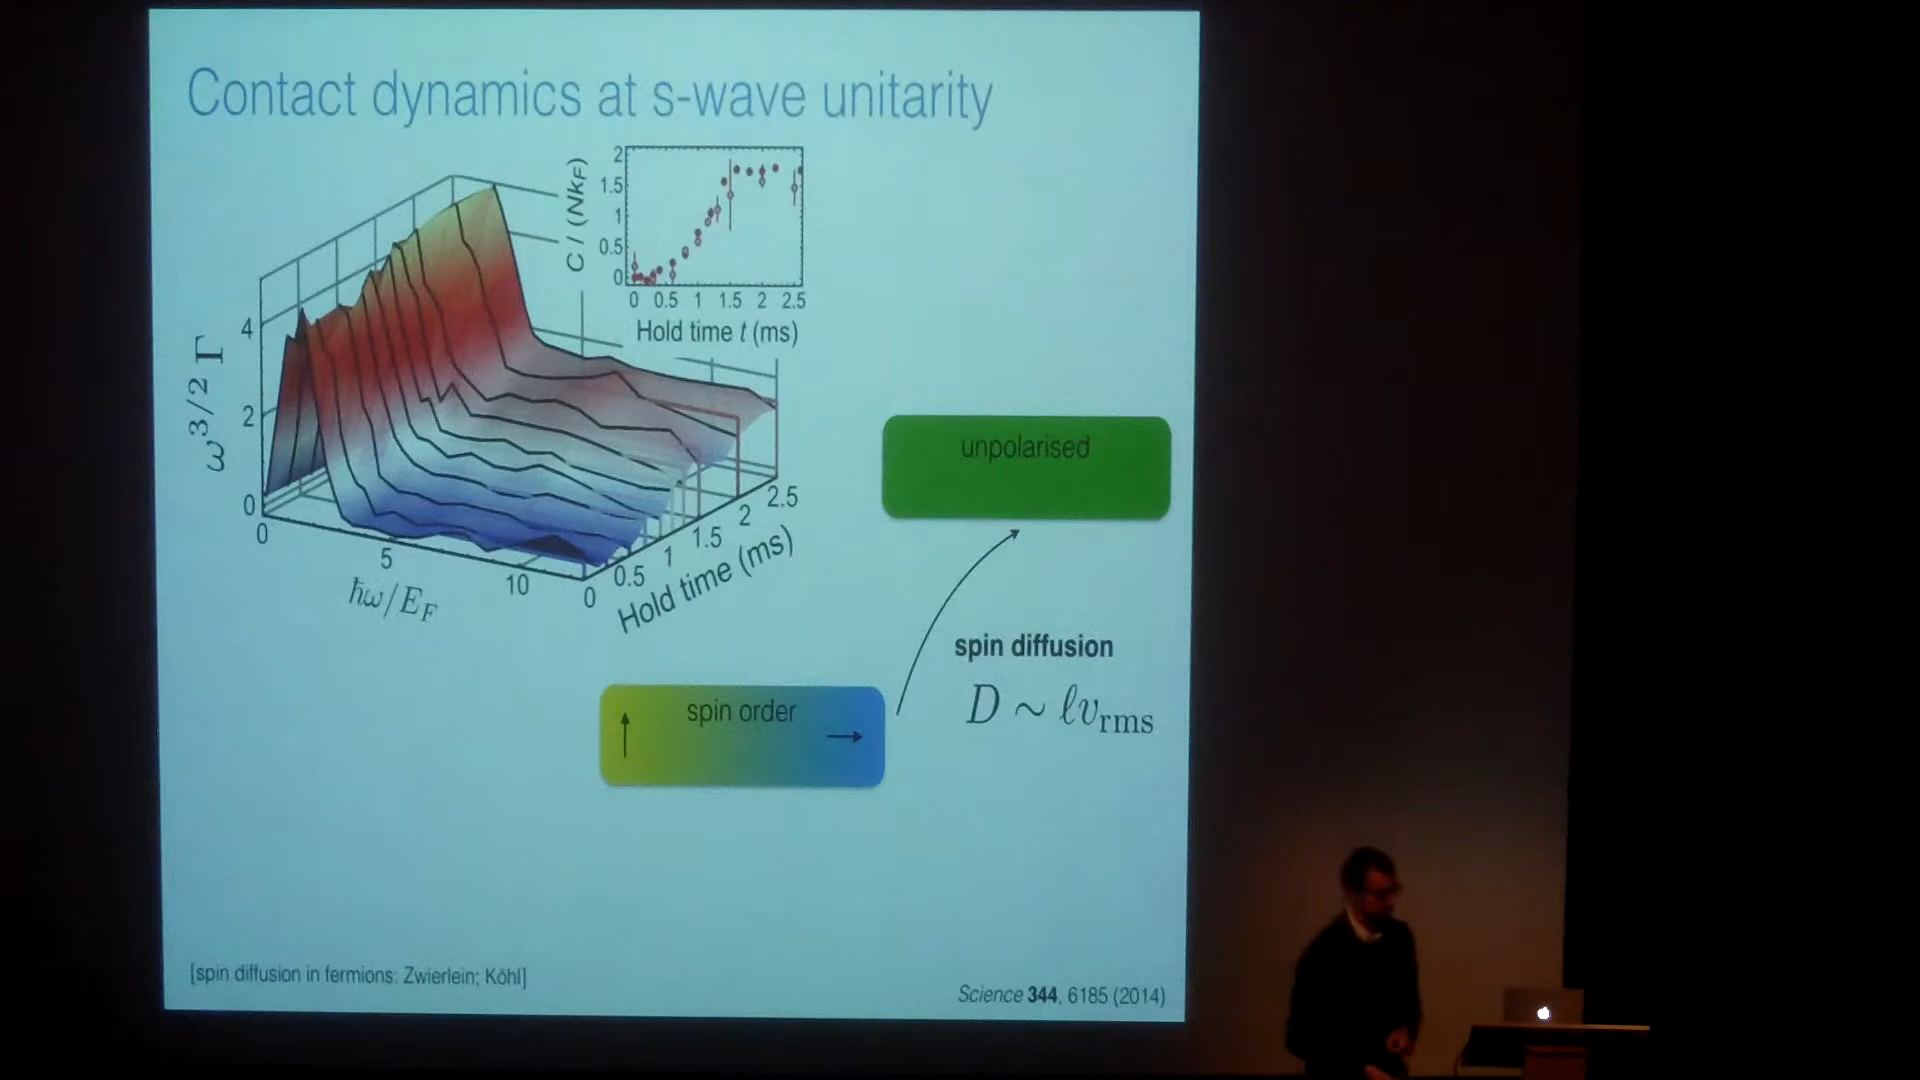 Contact dynamics at s-wave unitarity
C / (NkF)
2
1.5
1
0.5
0
0 0.5 1 1.5 2 2.5
Hold time t (ms)
ω^3/2 Γ
4
2
0
0 5 10
ħω/E_F
0 0.5 1 1.5 2 2.5
Hold time (ms)
unpolarised
spin diffusion
D ∼ ℓv_rms
spin order
[spin diffusion in fermions: Zwierlein; Köhl]
Science 344, 6185 (2014)